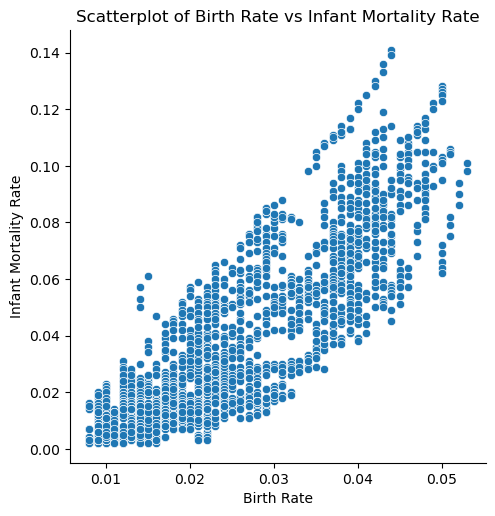 Scatterplot of Birth Rate vs Infant Mortality Rate
0.14
0.12
0.10
0.08
0.06
0.04
0.02
0.00
Infant Mortality Rate
0.01 0.02 0.03 0.04 0.05
Birth Rate